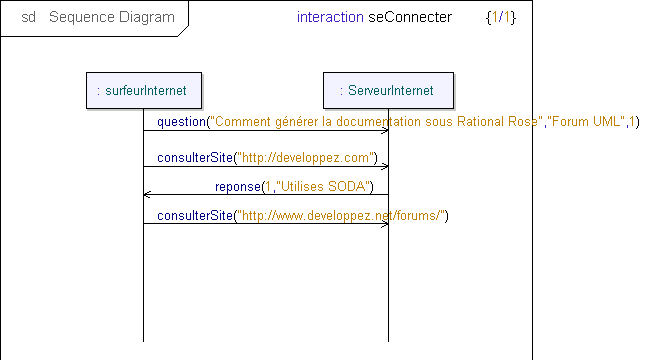 sd Sequence Diagram interaction seConnecter {1/1}
: surfeurInternet : ServeurInternet
question("Comment générer la documentation sous Rational Rose","Forum UML",1)
consulterSite("http://developpez.com")
reponse(1,"Utilises SODA")
consulterSite("http://www.developpez.net/forums/")